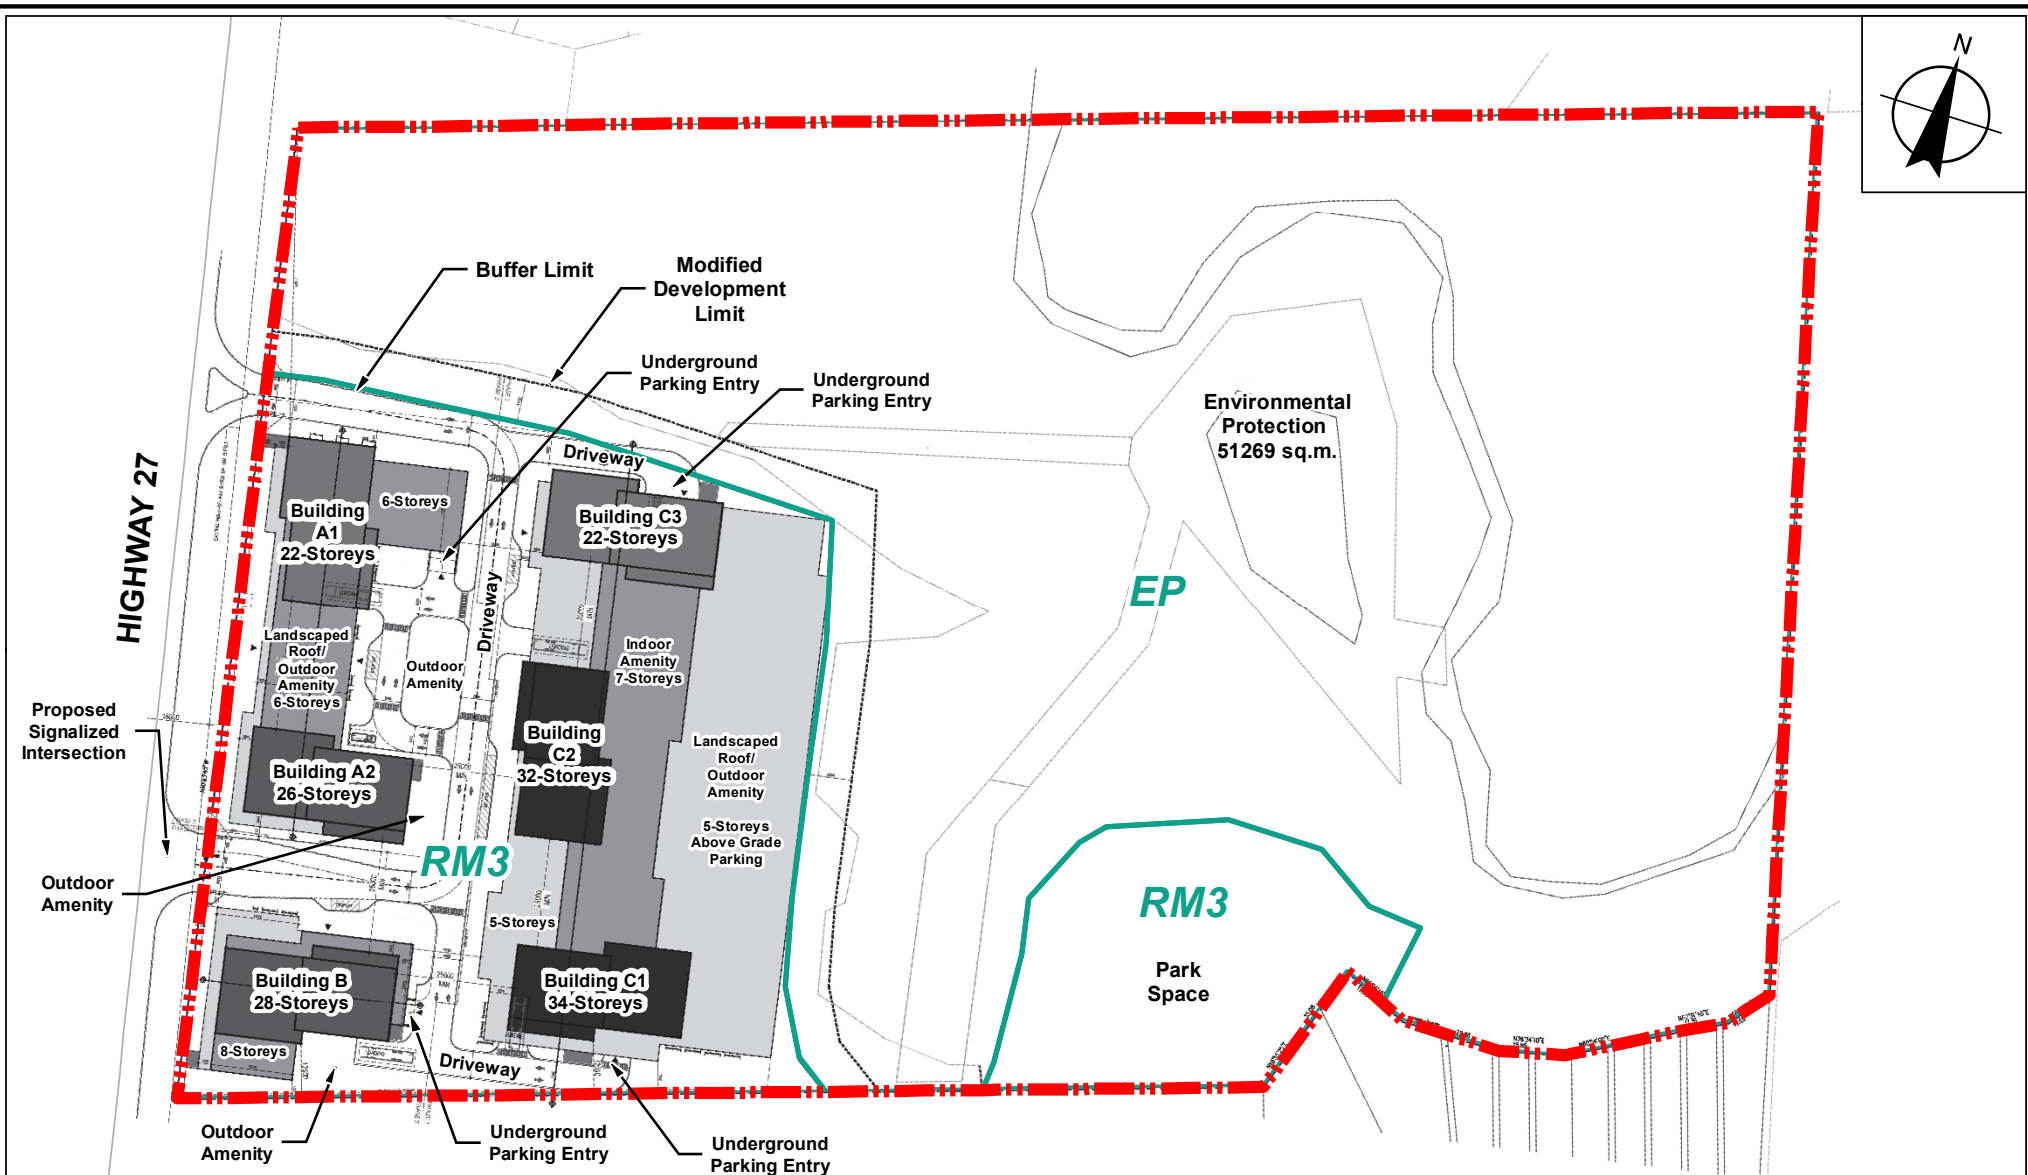 N
Buffer Limit
Modified
Development
Limit
Underground
Parking Entry
Underground
Parking Entry
Environmental
Protection
51269 sq.m.
HIGHWAY 27
Driveway
6-Storeys
Building
A1
22-Storeys
Building C3
22-Storeys
Driveway
EP
Landscaped
Roof/
Outdoor
Amenity
6-Storeys
Outdoor
Amenity
Indoor
Amenity
7-Storeys
Proposed
Signalized
Intersection
Building
C2
32-Storeys
Landscaped
Roof/
Outdoor
Amenity
5-Storeys
Above Grade
Parking
Building A2
26-Storeys
RM3
Outdoor
Amenity
RM3
5-Storeys
Park
Space
Building B
28-Storeys
Building C1
34-Storeys
8-Storeys
Driveway
Outdoor
Amenity
Underground
Parking Entry
Underground
Parking Entry